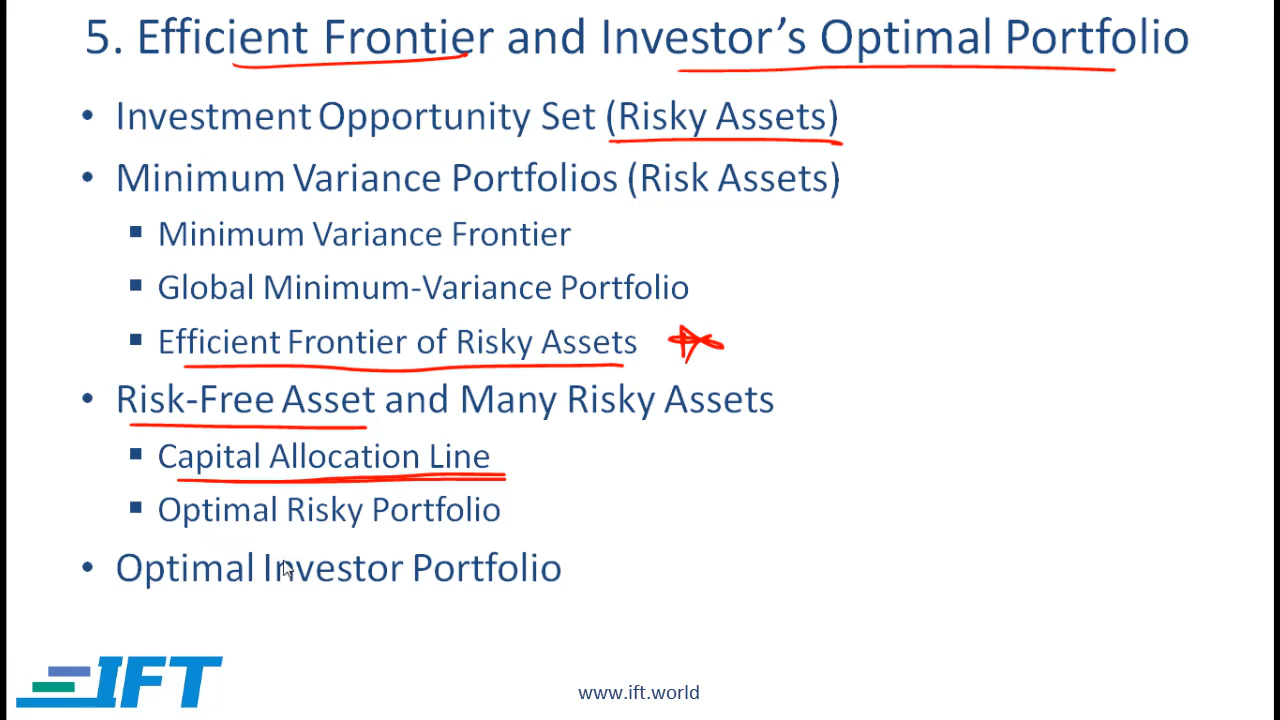 5. Efficient Frontier and Investor's Optimal Portfolio
• Investment Opportunity Set (Risky Assets)
• Minimum Variance Portfolios (Risk Assets)
▪ Minimum Variance Frontier
▪ Global Minimum-Variance Portfolio
▪ Efficient Frontier of Risky Assets
• Risk-Free Asset and Many Risky Assets
▪ Capital Allocation Line
▪ Optimal Risky Portfolio
• Optimal Investor Portfolio
IFT
www.ift.world